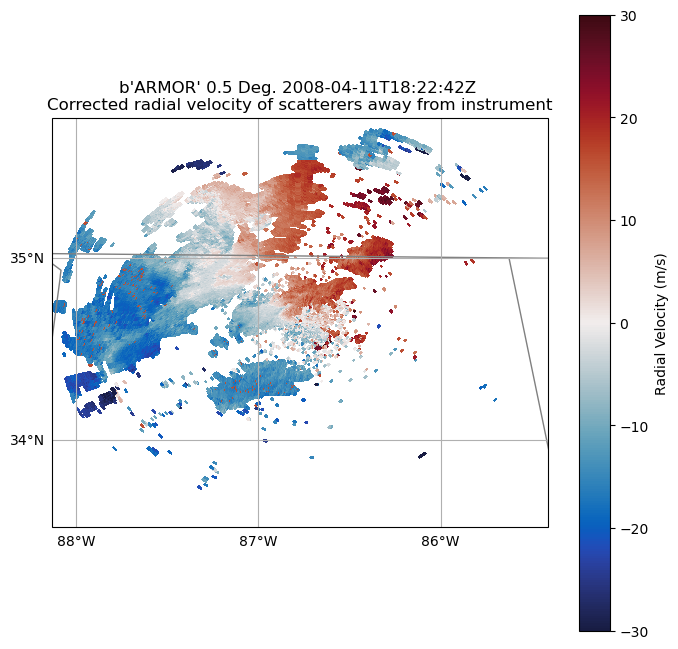 b'ARMOR' 0.5 Deg. 2008-04-11T18:22:42Z
Corrected radial velocity of scatterers away from instrument
30
20
10
0
−10
−20
−30
Radial Velocity (m/s)
35°N
34°N
88°W
87°W
86°W